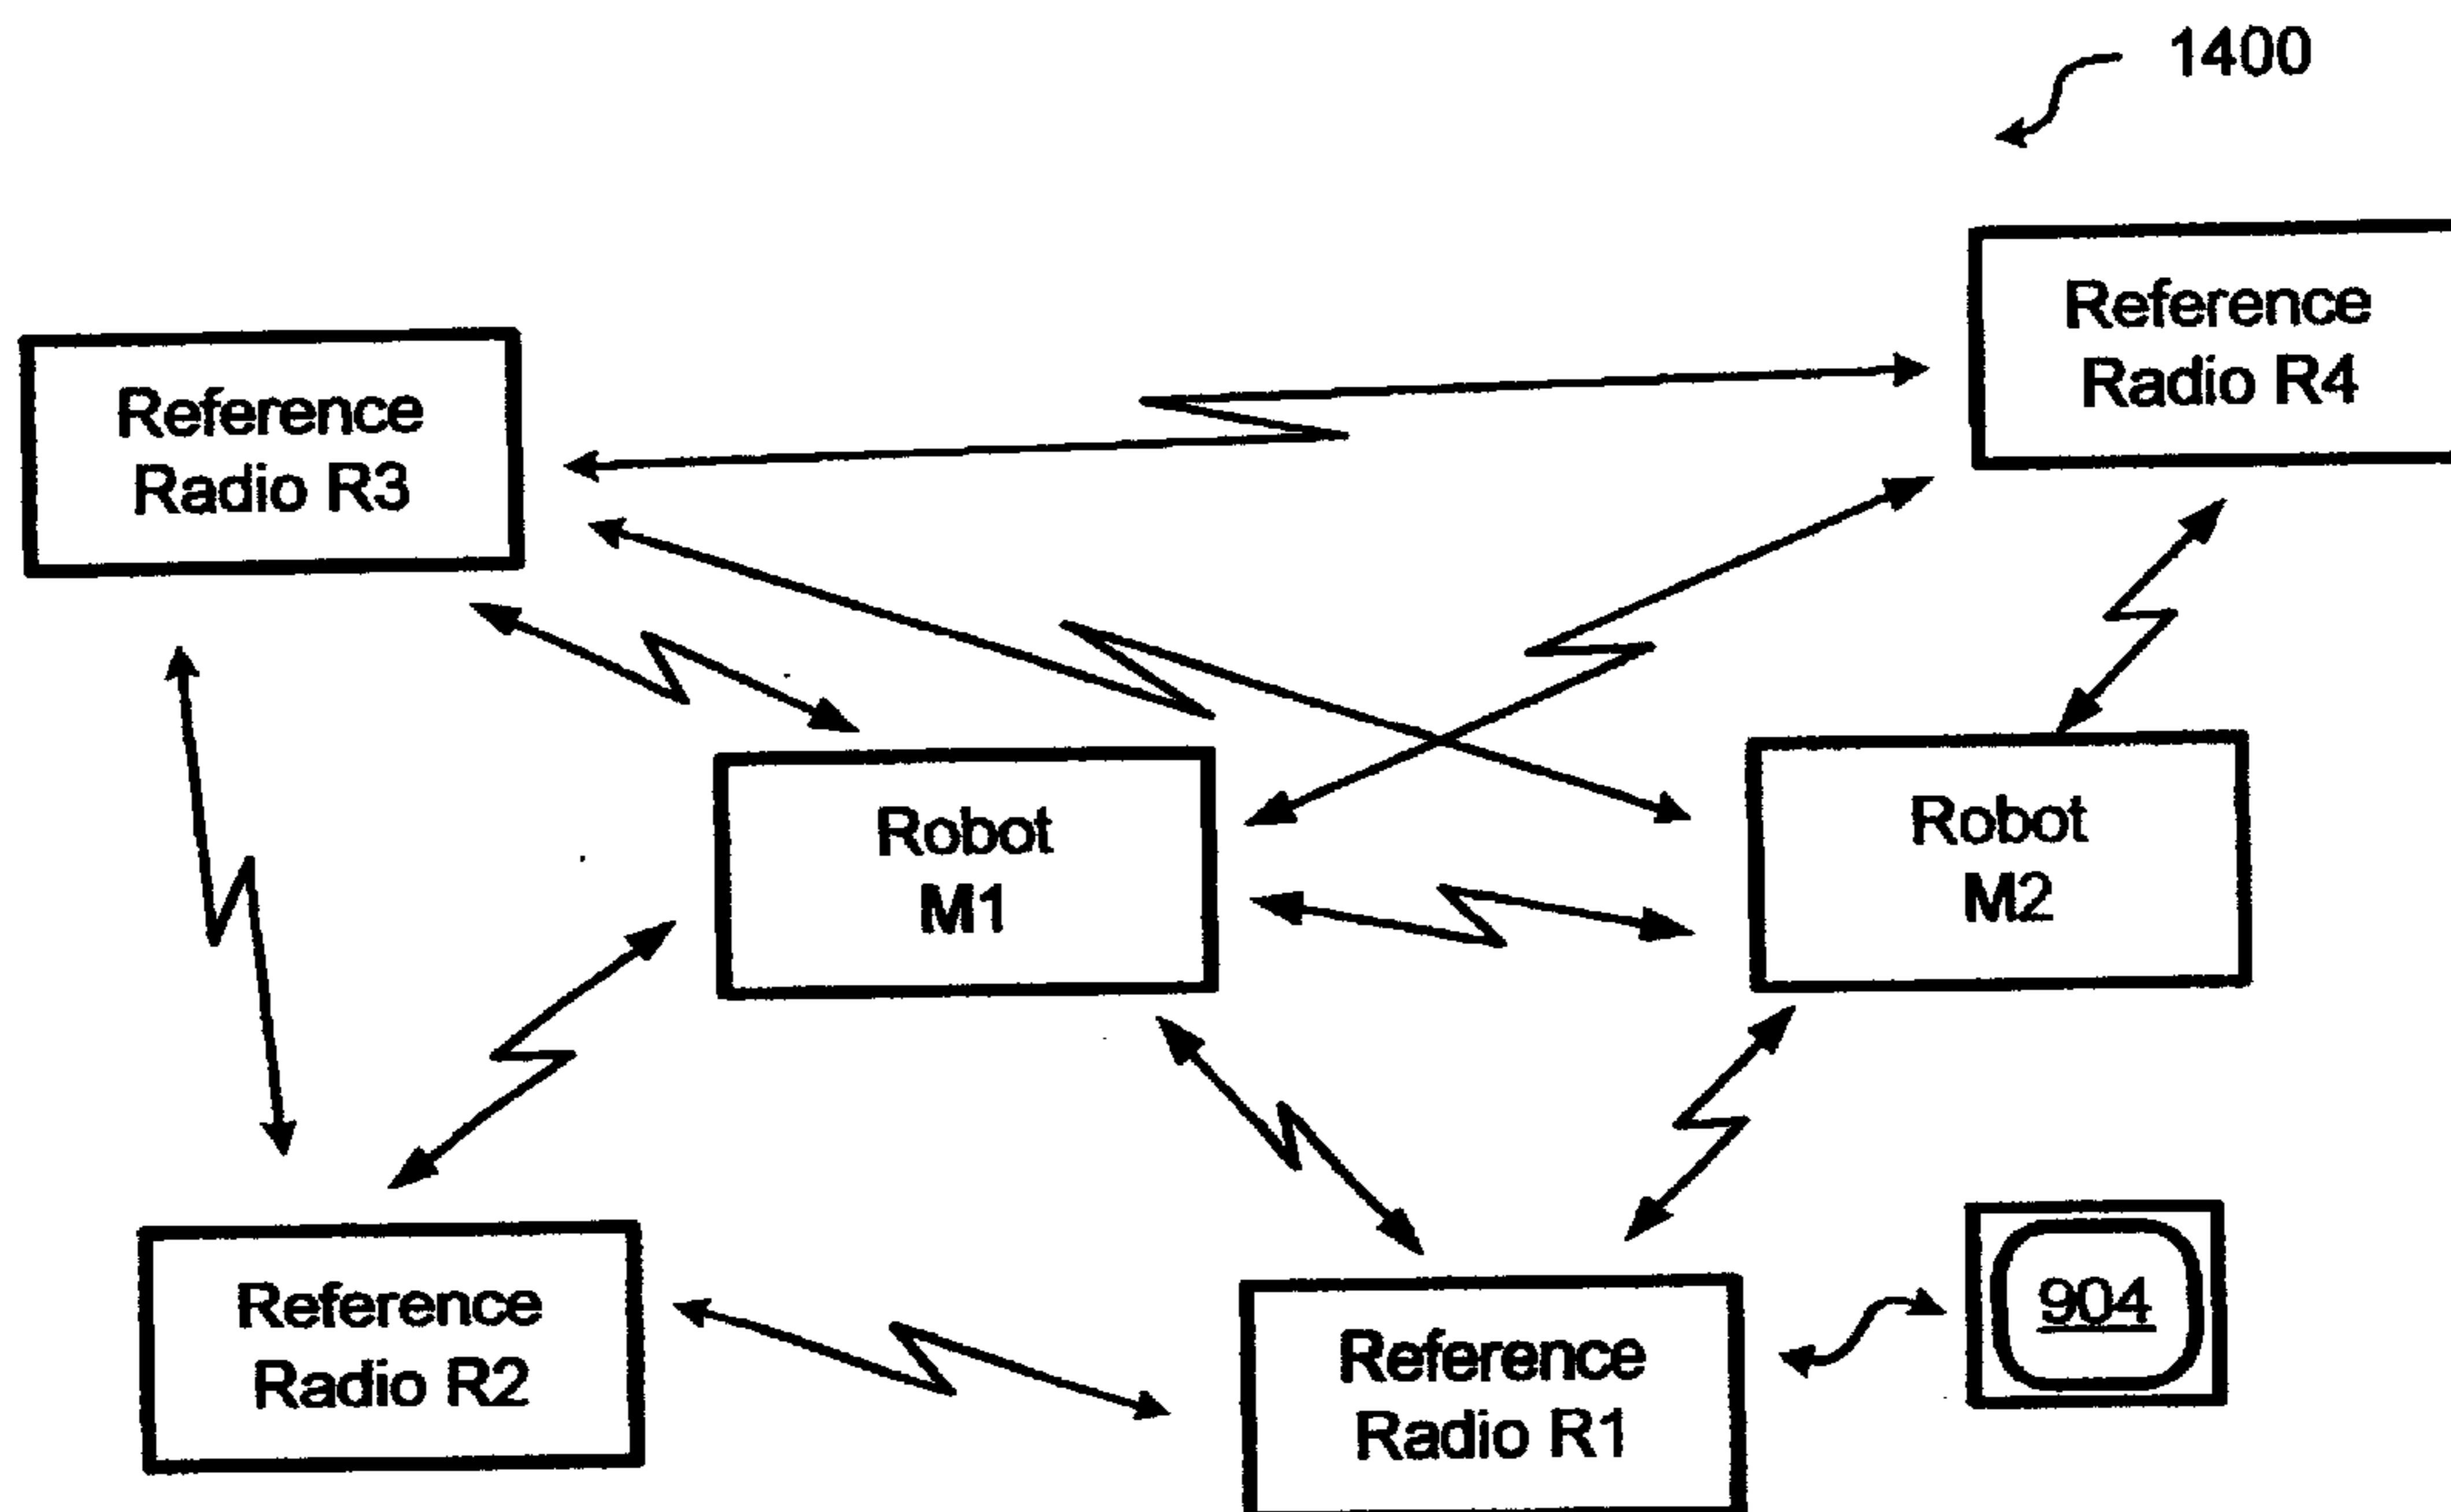 1400
Reference
Radio R4
Reference
Radio R3
Robot
M1
Robot
M2
Reference
Radio R2
Reference
Radio R1
904